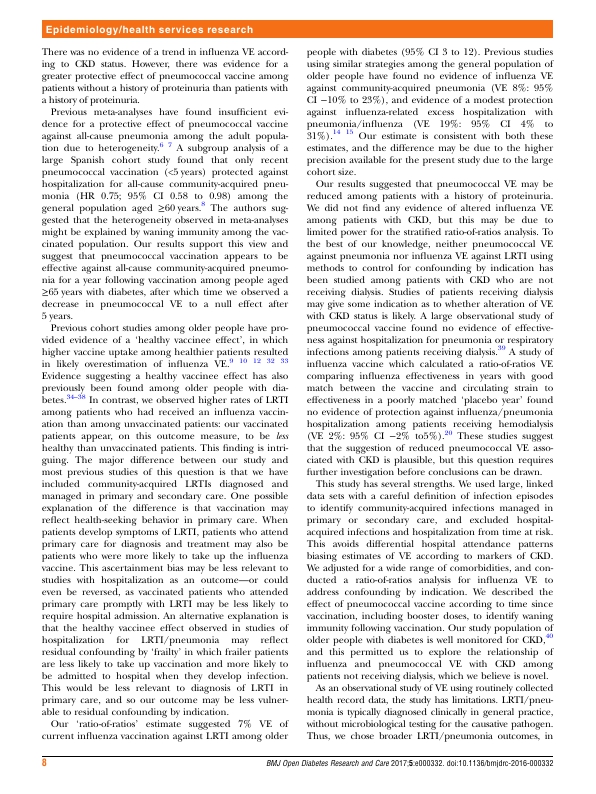 Epidemiology/health services research
There was no evidence of a trend in influenza VE accord-
ing to CKD status. However, there was evidence for a
greater protective effect of pneumococcal vaccine among
patients without a history of proteinuria than patients with
a history of proteinuria.
Previous meta-analyses have found insufficient evi-
dence for a protective effect of pneumococcal vaccine
against all-cause pneumonia among the adult popula-
tion due to heterogeneity.6 7 A subgroup analysis of a
large Spanish cohort study found that only recent
pneumococcal vaccination (<5 years) protected against
hospitalization for all-cause community-acquired pneu-
monia (HR 0.75; 95% CI 0.58 to 0.98) among the
general population aged ≥60 years.8 The authors sug-
gested that the heterogeneity observed in meta-analyses
might be explained by waning immunity among the vac-
cinated population. Our results support this view and
suggest that pneumococcal vaccination appears to be
effective against all-cause community-acquired pneumo-
nia for a year following vaccination among people aged
≥65 years with diabetes, after which time we observed a
decrease in pneumococcal VE to a null effect after
5 years.
Previous cohort studies among older people have pro-
vided evidence of a ‘healthy vaccinee effect’, in which
higher vaccine uptake among healthier patients resulted
in likely overestimation of influenza VE.9 10 12 32 33
Evidence suggesting a healthy vaccinee effect has also
previously been found among older people with dia-
betes.34–38 In contrast, we observed higher rates of LRTI
among patients who had received an influenza vaccin-
ation than among unvaccinated patients: our vaccinated
patients appear, on this outcome measure, to be less
healthy than unvaccinated patients. This finding is intri-
guing. The major difference between our study and
most previous studies of this question is that we have
included community-acquired LRTIs diagnosed and
managed in primary and secondary care. One possible
explanation of the difference is that vaccination may
reflect health-seeking behavior in primary care. When
patients develop symptoms of LRTI, patients who attend
primary care for diagnosis and treatment may also be
patients who were more likely to take up the influenza
vaccine. This ascertainment bias may be less relevant to
studies with hospitalization as an outcome—or could
even be reversed, as vaccinated patients who attended
primary care promptly with LRTI may be less likely to
require hospital admission. An alternative explanation is
that the healthy vaccinee effect observed in studies of
hospitalization for LRTI/pneumonia may reflect
residual confounding by ‘frailty’ in which frailer patients
are less likely to take up vaccination and more likely to
be admitted to hospital when they develop infection.
This would be less relevant to diagnosis of LRTI in
primary care, and so our outcome may be less vulner-
able to residual confounding by indication.
Our ‘ratio-of-ratios’ estimate suggested 7% VE of
current influenza vaccination against LRTI among older
people with diabetes (95% CI 3 to 12). Previous studies
using similar strategies among the general population of
older people have found no evidence of influenza VE
against community-acquired pneumonia (VE 8%: 95%
CI −10% to 23%), and evidence of a modest protection
against influenza-related excess hospitalization with
pneumonia/influenza (VE 19%: 95% CI 4% to
31%).14 15 Our estimate is consistent with both these
estimates, and the difference may be due to the higher
precision available for the present study due to the large
cohort size.
Our results suggested that pneumococcal VE may be
reduced among patients with a history of proteinuria.
We did not find any evidence of altered influenza VE
among patients with CKD, but this may be due to
limited power for the stratified ratio-of-ratios analysis. To
the best of our knowledge, neither pneumococcal VE
against pneumonia nor influenza VE against LRTI using
methods to control for confounding by indication has
been studied among patients with CKD who are not
receiving dialysis. Studies of patients receiving dialysis
may give some indication as to whether alteration of VE
with CKD status is likely. A large observational study of
pneumococcal vaccine found no evidence of effective-
ness against hospitalization for pneumonia or respiratory
infections among patients receiving dialysis.39 A study of
influenza vaccine which calculated a ratio-of-ratios VE
comparing influenza effectiveness in years with good
match between the vaccine and circulating strain to
effectiveness in a poorly matched ‘placebo year’ found
no evidence of protection against influenza/pneumonia
hospitalization among patients receiving hemodialysis
(VE 2%: 95% CI −2% to5%).20 These studies suggest
that the suggestion of reduced pneumococcal VE asso-
ciated with CKD is plausible, but this question requires
further investigation before conclusions can be drawn.
This study has several strengths. We used large, linked
data sets with a careful definition of infection episodes
to identify community-acquired infections managed in
primary or secondary care, and excluded hospital-
acquired infections and hospitalization from time at risk.
This avoids differential hospital attendance patterns
biasing estimates of VE according to markers of CKD.
We adjusted for a wide range of comorbidities, and con-
ducted a ratio-of-ratios analysis for influenza VE to
address confounding by indication. We described the
effect of pneumococcal vaccine according to time since
vaccination, including booster doses, to identify waning
immunity following vaccination. Our study population of
older people with diabetes is well monitored for CKD,40
and this permitted us to explore the relationship of
influenza and pneumococcal VE with CKD among
patients not receiving dialysis, which we believe is novel.
As an observational study of VE using routinely collected
health record data, the study has limitations. LRTI/pneu-
monia is typically diagnosed clinically in general practice,
without microbiological testing for the causative pathogen.
Thus, we chose broader LRTI/pneumonia outcomes, in
8
BMJ Open Diabetes Research and Care 2017;5:e000332. doi:10.1136/bmjdrc-2016-000332